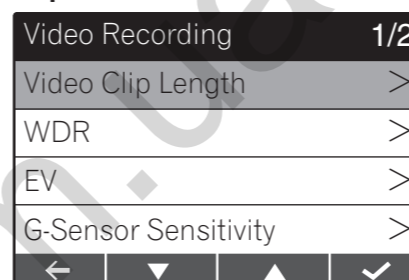 Video Recording 1/2
Video Clip Length >
WDR >
EV >
G-Sensor Sensitivity >